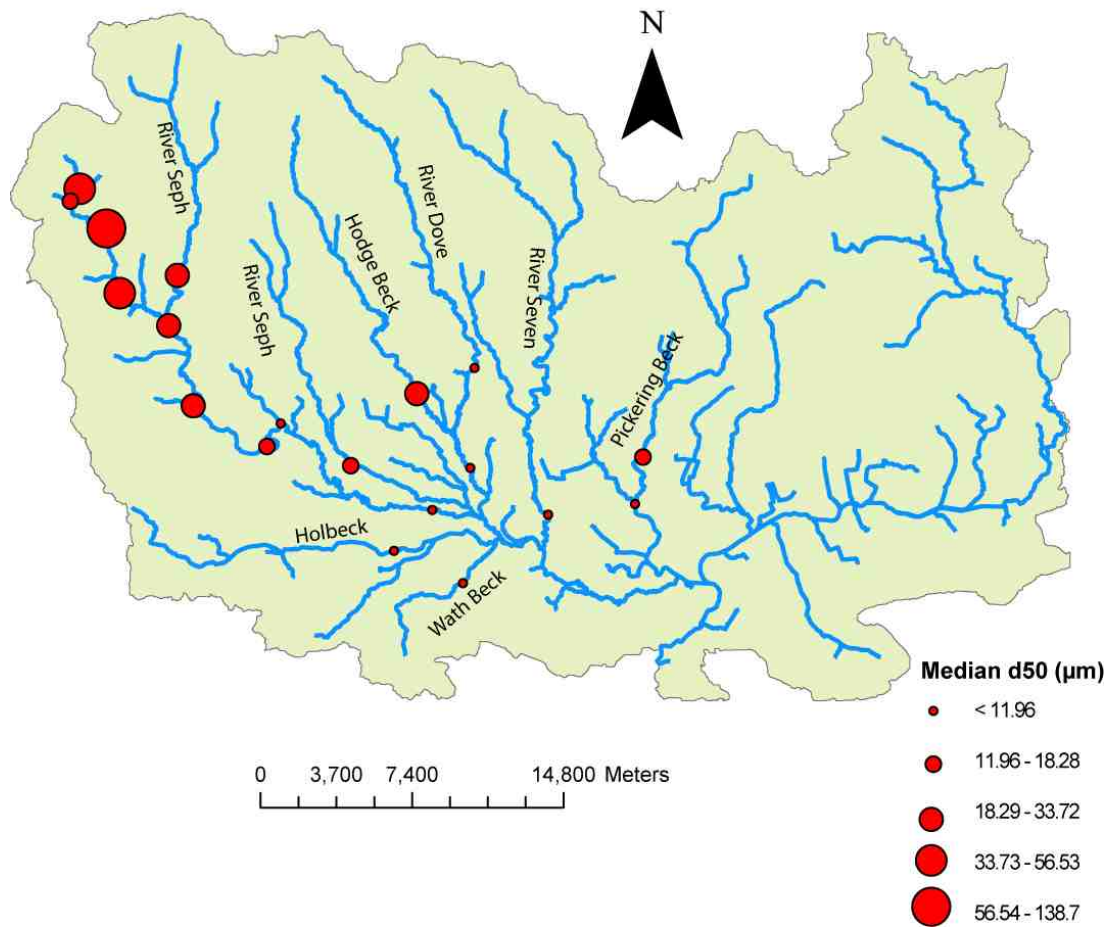 N
River Seph
River Dove
Hodge Beck
River Seph
River Seven
Pickering Beck
Holbeck
Wath Beck
Median d50 (µm)
< 11.96
11.96 - 18.28
18.29 - 33.72
33.73 - 56.53
56.54 - 138.7
0 3,700 7,400 14,800 Meters